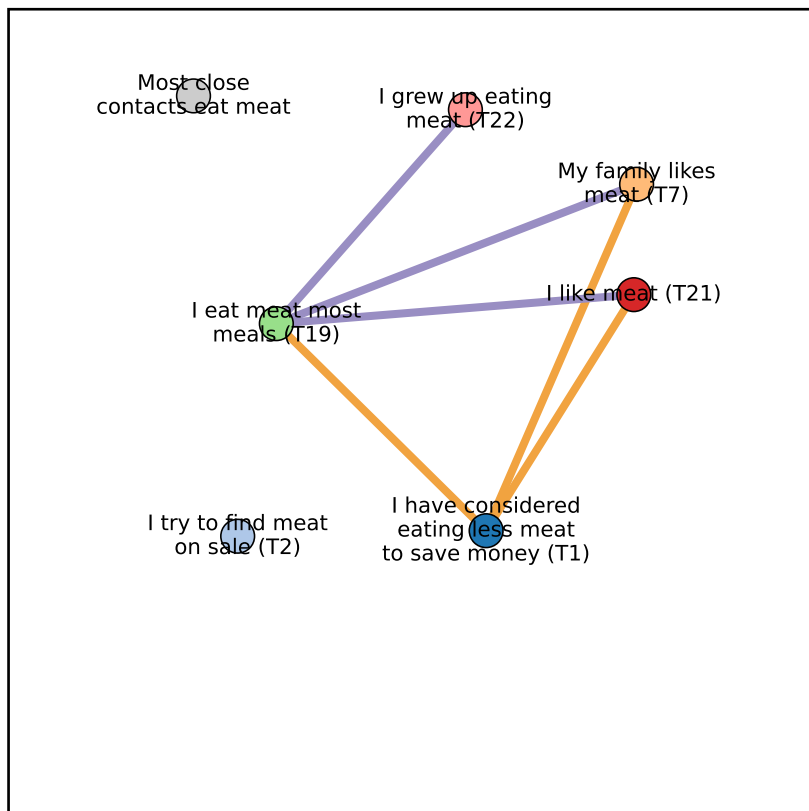 Most close
contacts eat meat
I grew up eating
meat (T22)
My family likes
meat (T7)
I like meat (T21)
I eat meat most
meals (T19)
I have considered
eating less meat
to save money (T1)
I try to find meat
on sale (T2)